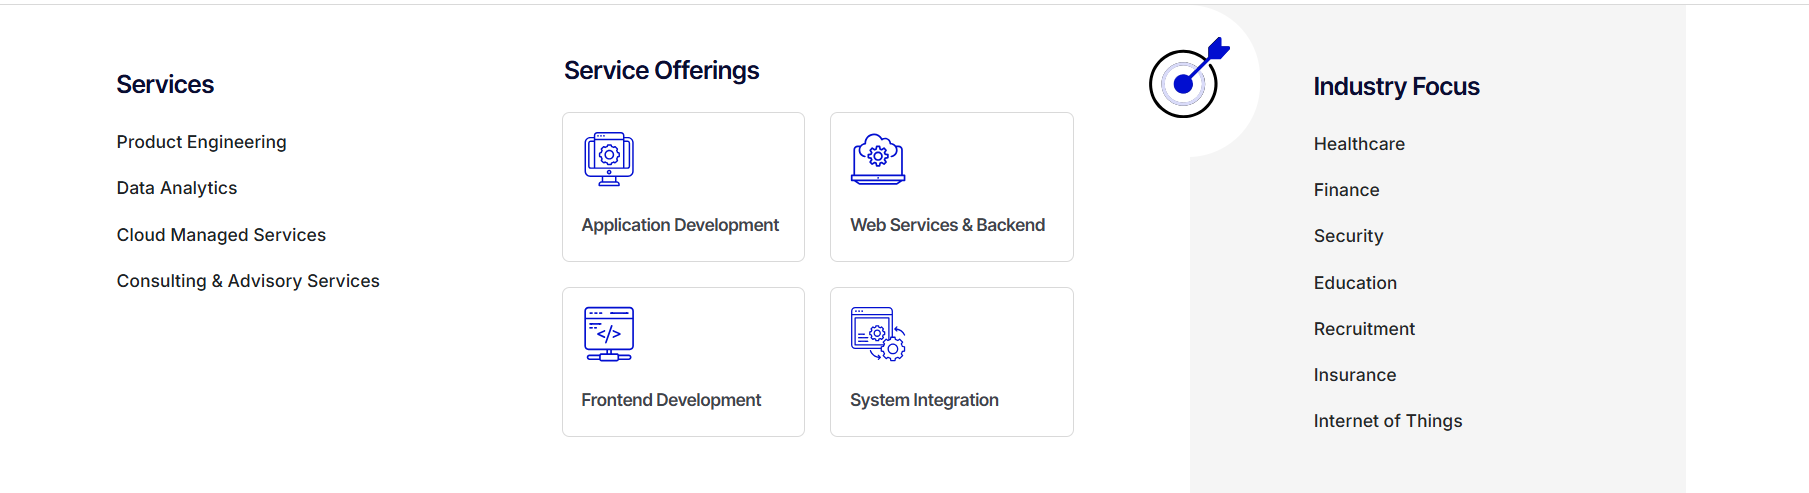 Services
Product Engineering
Data Analytics
Cloud Managed Services
Consulting & Advisory Services
Service Offerings
Application Development
Web Services & Backend
Frontend Development
System Integration
Industry Focus
Healthcare
Finance
Security
Education
Recruitment
Insurance
Internet of Things